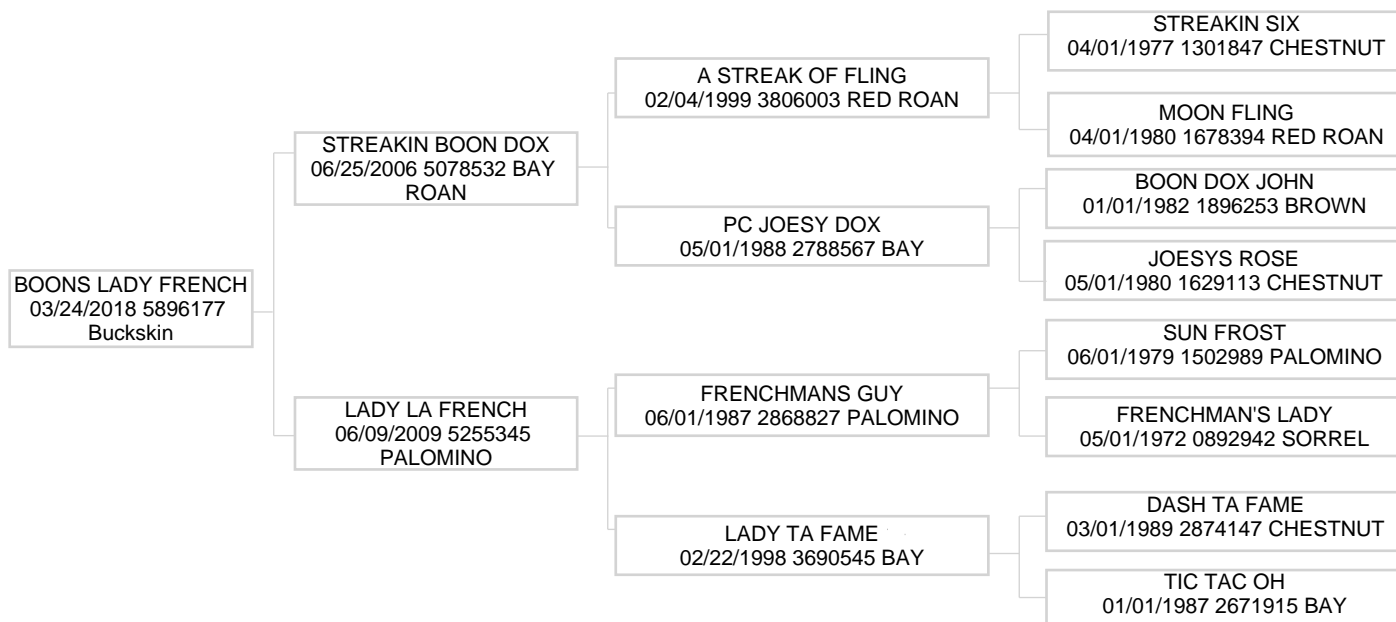 BOONS LADY FRENCH
03/24/2018 5896177
Buckskin
STREAKIN BOON DOX
06/25/2006 5078532 BAY
ROAN
LADY LA FRENCH
06/09/2009 5255345
PALOMINO
A STREAK OF FLING
02/04/1999 3806003 RED ROAN
PC JOESY DOX
05/01/1988 2788567 BAY
FRENCHMANS GUY
06/01/1987 2868827 PALOMINO
LADY TA FAME
02/22/1998 3690545 BAY
STREAKIN SIX
04/01/1977 1301847 CHESTNUT
MOON FLING
04/01/1980 1678394 RED ROAN
BOON DOX JOHN
01/01/1982 1896253 BROWN
JOESYS ROSE
05/01/1980 1629113 CHESTNUT
SUN FROST
06/01/1979 1502989 PALOMINO
FRENCHMAN'S LADY
05/01/1972 0892942 SORREL
DASH TA FAME
03/01/1989 2874147 CHESTNUT
TIC TAC OH
01/01/1987 2671915 BAY